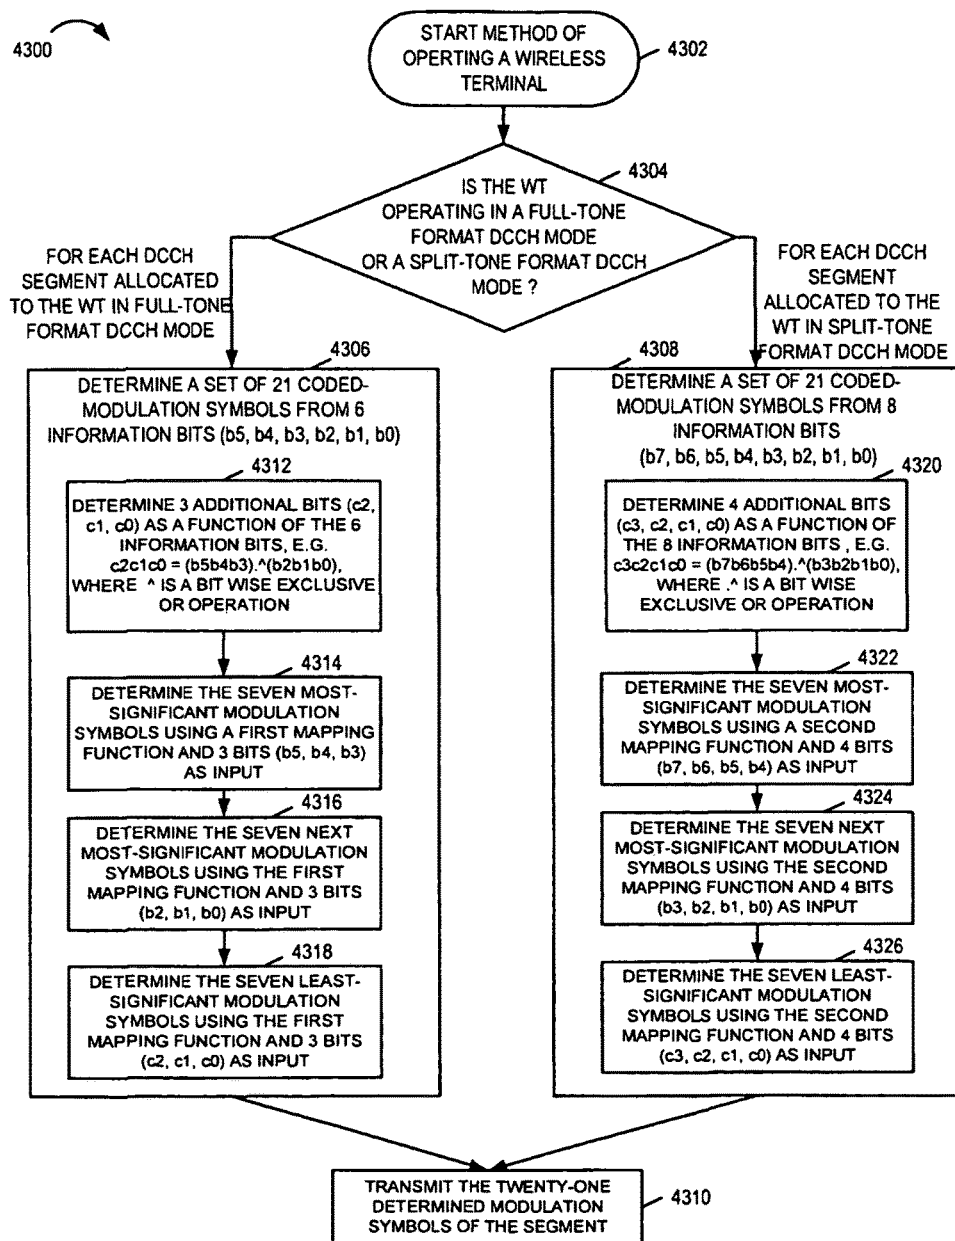 4300
START METHOD OF
OPERTING A WIRELESS
TERMINAL
4302
4304
IS THE WT
OPERATING IN A FULL-TONE
FORMAT DCCH MODE
OR A SPLIT-TONE FORMAT DCCH
MODE ?
FOR EACH DCCH
SEGMENT ALLOCATED
TO THE WT IN FULL-TONE
FORMAT DCCH MODE
FOR EACH DCCH
SEGMENT
ALLOCATED TO THE
WT IN SPLIT-TONE
FORMAT DCCH MODE
4306
DETERMINE A SET OF 21 CODED-
MODULATION SYMBOLS FROM 6
INFORMATION BITS (b5, b4, b3, b2, b1, b0)
4312
DETERMINE 3 ADDITIONAL BITS (c2,
c1, c0) AS A FUNCTION OF THE 6
INFORMATION BITS, E.G.
c2c1c0 = (b5b4b3).^(b2b1b0),
WHERE ^ IS A BIT WISE EXCLUSIVE
OR OPERATION
4314
DETERMINE THE SEVEN MOST-
SIGNIFICANT MODULATION
SYMBOLS USING A FIRST MAPPING
FUNCTION AND 3 BITS (b5, b4, b3)
AS INPUT
4316
DETERMINE THE SEVEN NEXT
MOST-SIGNIFICANT MODULATION
SYMBOLS USING THE FIRST
MAPPING FUNCTION AND 3 BITS
(b2, b1, b0) AS INPUT
4318
DETERMINE THE SEVEN LEAST-
SIGNIFICANT MODULATION
SYMBOLS USING THE FIRST
MAPPING FUNCTION AND 3 BITS
(c2, c1, c0) AS INPUT
4308
DETERMINE A SET OF 21 CODED-
MODULATION SYMBOLS FROM 8
INFORMATION BITS
(b7, b6, b5, b4, b3, b2, b1, b0)
4320
DETERMINE 4 ADDITIONAL BITS
(c3, c2, c1, c0) AS A FUNCTION OF
THE 8 INFORMATION BITS , E.G.
c3c2c1c0 = (b7b6b5b4).^(b3b2b1b0),
WHERE .^ IS A BIT WISE
EXCLUSIVE OR OPERATION
4322
DETERMINE THE SEVEN MOST-
SIGNIFICANT MODULATION
SYMBOLS USING A SECOND
MAPPING FUNCTION AND 4 BITS
(b7, b6, b5, b4) AS INPUT
4324
DETERMINE THE SEVEN NEXT
MOST-SIGNIFICANT MODULATION
SYMBOLS USING THE SECOND
MAPPING FUNCTION AND 4 BITS
(b3, b2, b1, b0) AS INPUT
4326
DETERMINE THE SEVEN LEAST-
SIGNIFICANT MODULATION
SYMBOLS USING THE SECOND
MAPPING FUNCTION AND 4 BITS
(c3, c2, c1, c0) AS INPUT
TRANSMIT THE TWENTY-ONE
DETERMINED MODULATION
SYMBOLS OF THE SEGMENT
4310